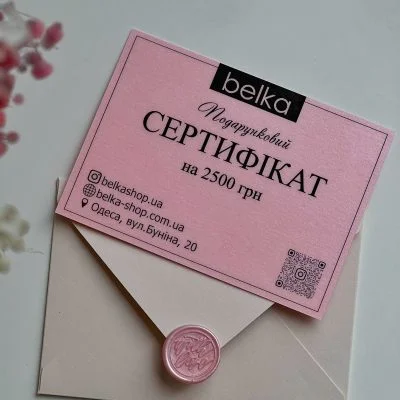 belka
Подарунковий
СЕРТИФІКАТ
на 2500 грн
belkashop.ua
belka-shop.com.ua
Одеса, вул.Буніна, 20